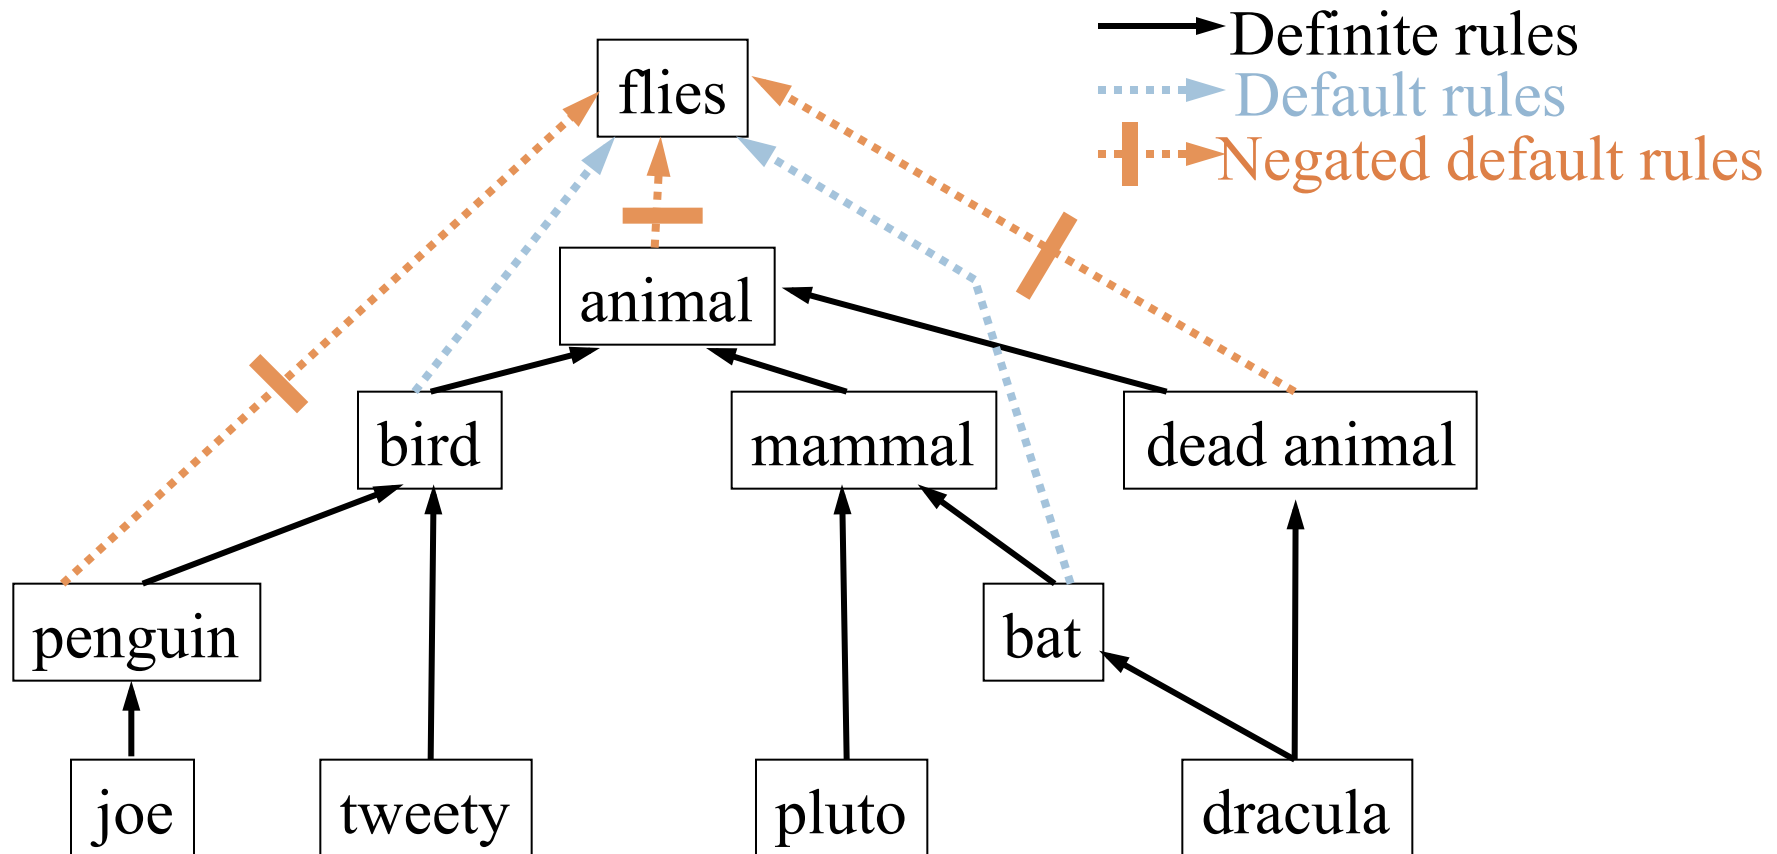 Definite rules
flies
Default rules
Negated default rules
animal
bird
mammal
dead animal
penguin
bat
joe
tweety
pluto
dracula